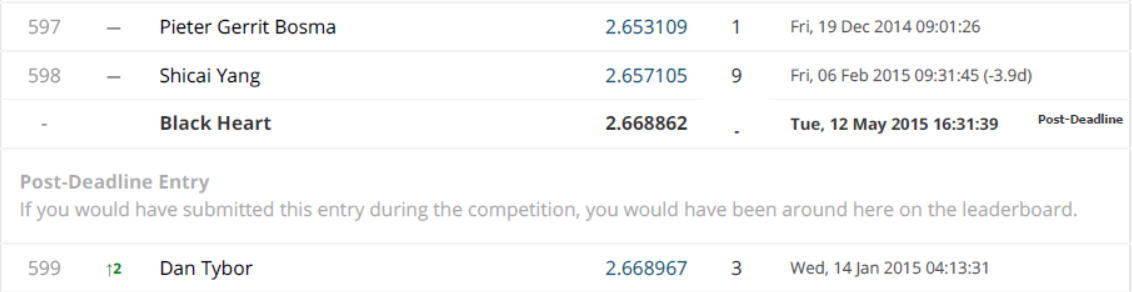 597 — Pieter Gerrit Bosma 2.653109 1 Fri, 19 Dec 2014 09:01:26
598 — Shicai Yang 2.657105 9 Fri, 06 Feb 2015 09:31:45 (-3.9d)
- Black Heart 2.668862 - Tue, 12 May 2015 16:31:39 Post-Deadline
Post-Deadline Entry
If you would have submitted this entry during the competition, you would have been around here on the leaderboard.
599 ↑2 Dan Tybor 2.668967 3 Wed, 14 Jan 2015 04:13:31